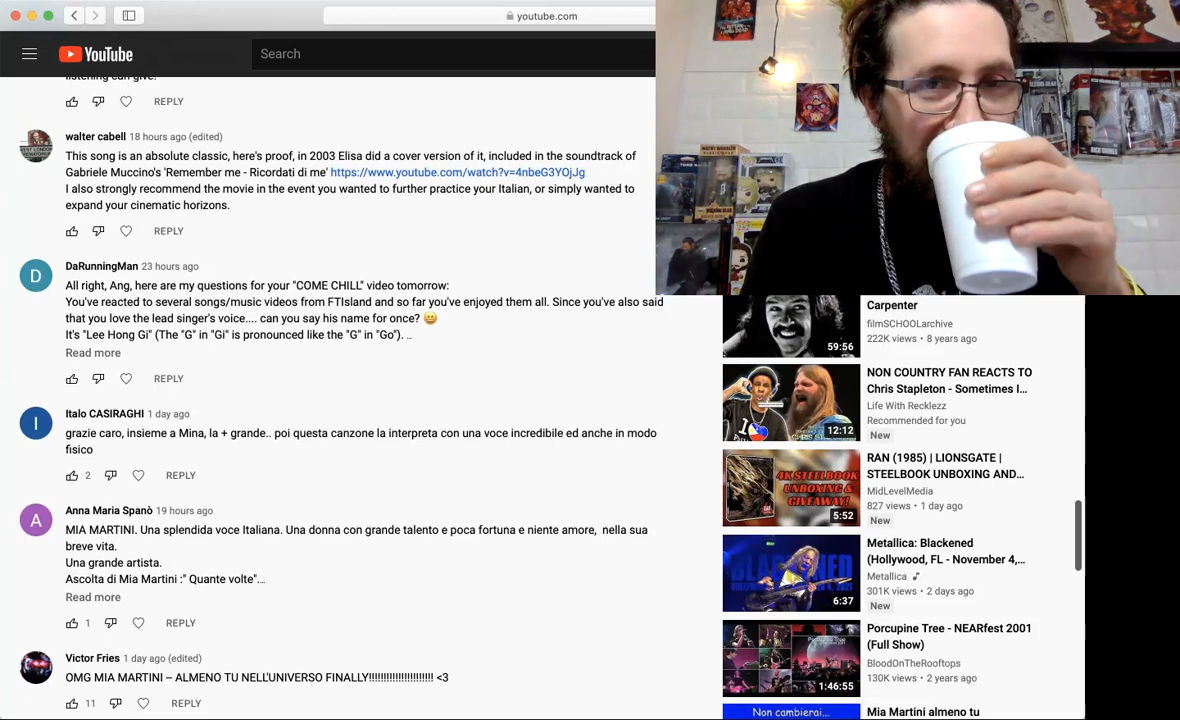 youtube.com
YouTube
Search
listening can give!
REPLY
walter cabell 18 hours ago (edited)
This song is an absolute classic, here's proof, in 2003 Elisa did a cover version of it, included in the soundtrack of
Gabriele Muccino's 'Remember me - Ricordati di me' https://www.youtube.com/watch?v=4nbeG3YOjJg
I also strongly recommend the movie in the event you wanted to further practice your Italian, or simply wanted to
expand your cinematic horizons.
REPLY
D
DaRunningMan 23 hours ago
All right, Ang, here are my questions for your "COME CHILL" video tomorrow:
You've reacted to several songs/music videos from FTIsland and so far you've enjoyed them all. Since you've also said
that you love the lead singer's voice.... can you say his name for once? 😄
It's "Lee Hong Gi" (The "G" in "Gi" is pronounced like the "G" in "Go"). ...
Read more
REPLY
I
Italo CASIRAGHI 1 day ago
grazie caro, insieme a Mina, la + grande.. poi questa canzone la interpreta con una voce incredibile ed anche in modo
fisico
2 REPLY
A
Anna Maria Spanò 19 hours ago
MIA MARTINI. Una splendida voce Italiana. Una donna con grande talento e poca fortuna e niente amore, nella sua
breve vita.
Una grande artista.
Ascolta di Mia Martini :" Quante volte"...
Read more
1 REPLY
Victor Fries 1 day ago (edited)
OMG MIA MARTINI – ALMENO TU NELL'UNIVERSO FINALLY!!!!!!!!!!!!!!!!!!!!!! <3
11 REPLY
Carpenter
filmSCHOOLarchive
222K views • 8 years ago
59:56
NON COUNTRY FAN REACTS TO
Chris Stapleton - Sometimes I...
Life With Recklezz
Recommended for you
New
12:12
RAN (1985) | LIONSGATE |
STEELBOOK UNBOXING AND...
MidLevelMedia
827 views • 1 day ago
New
4K STEELBOOK
UNBOXING &
GIVEAWAY!
5:52
Metallica: Blackened
(Hollywood, FL - November 4,...
Metallica
301K views • 2 days ago
New
6:37
Porcupine Tree - NEARfest 2001
(Full Show)
BloodOnTheRooftops
130K views • 2 years ago
1:46:55
Non cambierai...
Mia Martini almeno tu